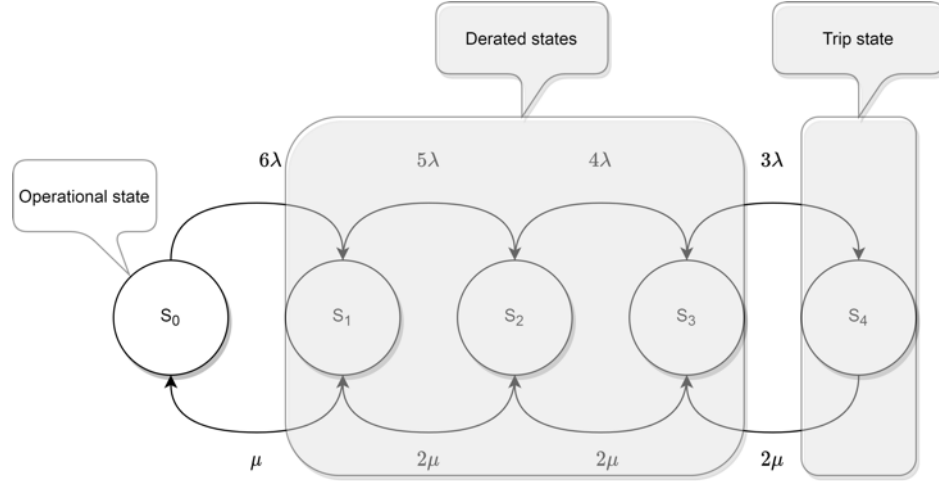 Derated states
Trip state
6λ 5λ 4λ 3λ
Operational state
S₀ S₁ S₂ S₃ S₄
μ 2μ 2μ 2μ